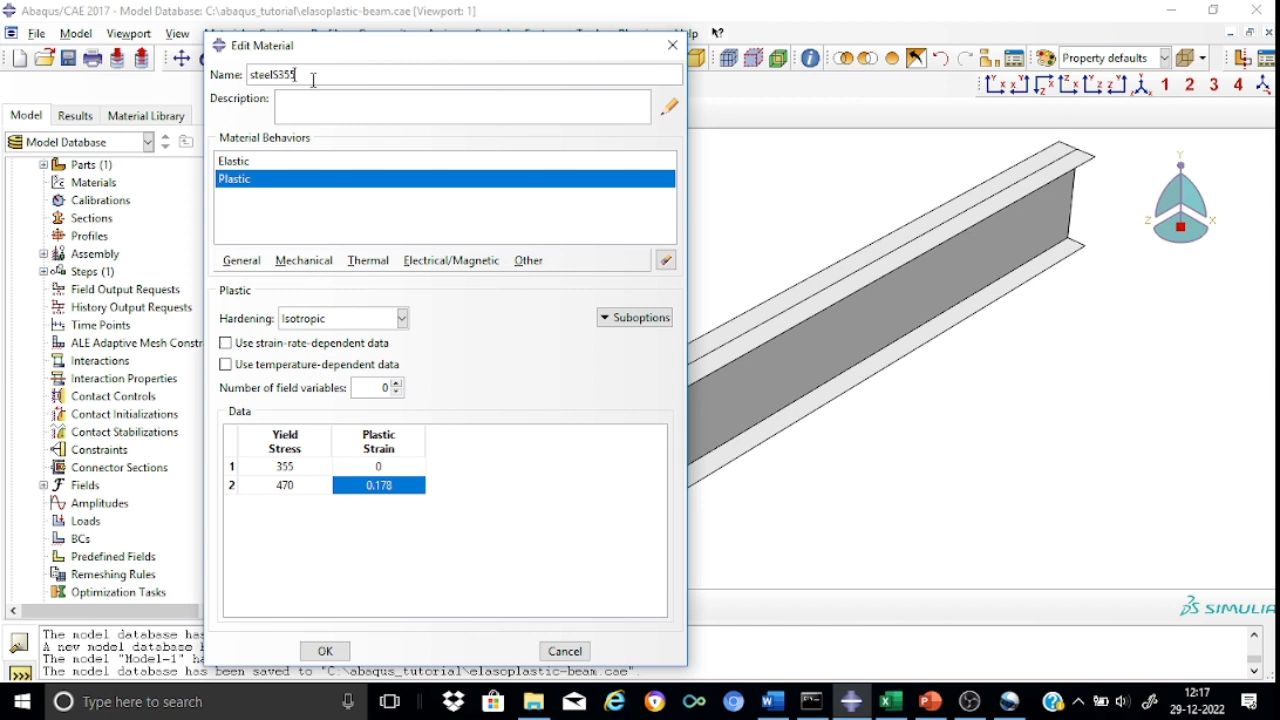 Abaqus/CAE 2017 - Model Database: C:\abaqus_tutorial\elasoplastic-beam.cae [Viewport: 1]
File Model Viewport View Help
Edit Material
Name: steelS355
Property defaults
1 2 3 4
Description:
Model Results Material Library
Material Behaviors
Model Database
Elastic
Plastic
Parts (1)
Materials
Calibrations
Sections
Profiles
Assembly
Steps (1)
Field Output Requests
History Output Requests
Time Points
ALE Adaptive Mesh Constr
Interactions
Interaction Properties
Contact Controls
Contact Initializations
Contact Stabilizations
Constraints
Connector Sections
Fields
Amplitudes
Loads
BCs
Predefined Fields
Remeshing Rules
Optimization Tasks
General Mechanical Thermal Electrical/Magnetic Other
Plastic
Hardening: Isotropic
Suboptions
Use strain-rate-dependent data
Use temperature-dependent data
Number of field variables: 0
Data
Yield Stress Plastic Strain
1 355 0
2 470 0.178
OK Cancel
Y
Z X
SIMULIA
The model database has
A new model database
The model "Model-1" ha
The model database has been saved to "C:\abaqus_tutorial\elasoplastic-beam.cae".
Type here to search
12:17
29-12-2022